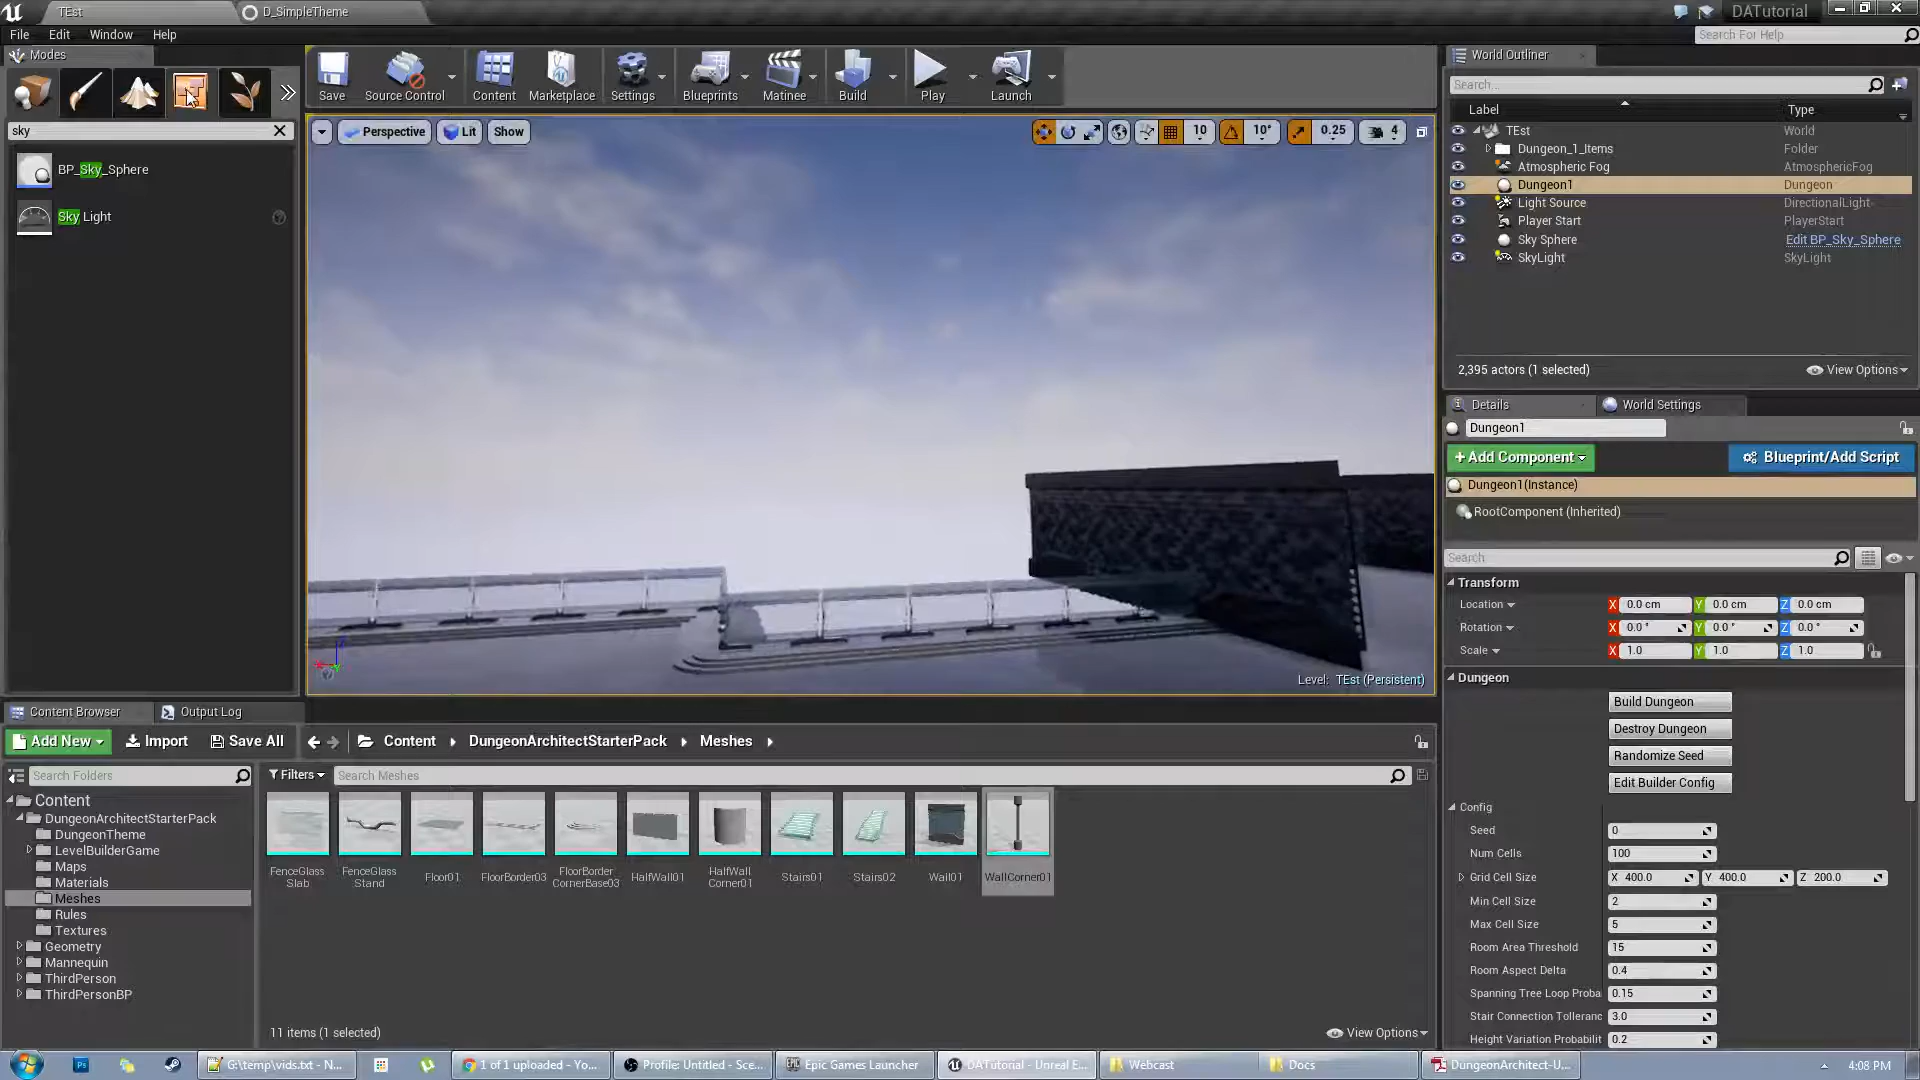 TEst
D_SimpleTheme
DATutorial
File Edit Window Help
Search For Help
Modes
sky
BP_Sky_Sphere
Sky Light
Save
Source Control
Content
Marketplace
Settings
Blueprints
Matinee
Build
Play
Launch
Perspective Lit Show
10 10° 0.25 4
Level: TEst (Persistent)
World Outliner
Search...
Label Type
TEst World
Dungeon_1_Items Folder
Atmospheric Fog AtmosphericFog
Dungeon1 Dungeon
Light Source DirectionalLight
Player Start PlayerStart
Sky Sphere Edit BP_Sky_Sphere
SkyLight SkyLight
2,395 actors (1 selected) View Options
Details World Settings
Dungeon1
+Add Component Blueprint/Add Script
Dungeon1(Instance)
RootComponent (Inherited)
Search
Transform
Location X 0.0 cm Y 0.0 cm Z 0.0 cm
Rotation X 0.0 ° Y 0.0 ° Z 0.0 °
Scale X 1.0 Y 1.0 Z 1.0
Dungeon
Build Dungeon
Destroy Dungeon
Randomize Seed
Edit Builder Config
Config
Seed 0
Num Cells 100
Grid Cell Size X 400.0 Y 400.0 Z 200.0
Min Cell Size 2
Max Cell Size 5
Room Area Threshold 15
Room Aspect Delta 0.4
Spanning Tree Loop Proba 0.15
Stair Connection Tolleranc 3.0
Height Variation Probabilit 0.2
Content Browser Output Log
Add New Import Save All Content DungeonArchitectStarterPack Meshes
Search Folders
Filters Search Meshes
Content
DungeonArchitectStarterPack
DungeonTheme
LevelBuilderGame
Maps
Materials
Meshes
Rules
Textures
Geometry
Mannequin
ThirdPerson
ThirdPersonBP
FenceGlass Slab
FenceGlass Stand
Floor01
FloorBorder03
FloorBorder CornerBase03
HalfWall01
HalfWall Corner01
Stairs01
Stairs02
Wall01
WallCorner01
11 items (1 selected) View Options
G:\temp\vids.txt - N...
1 of 1 uploaded - Yo...
Profile: Untitled - Sce...
Epic Games Launcher
DATutorial - Unreal E...
Webcast
Docs
DungeonArchitect-U...
4:08 PM